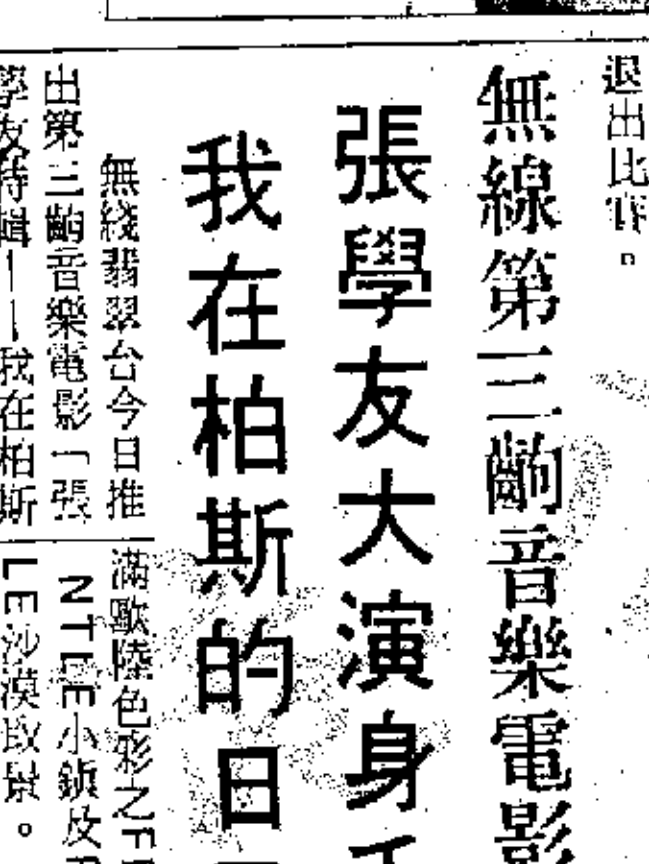 退出比賽。
無線第三齣音樂電影
張學友大演身
我在柏斯的日
無綫翡翠台今日推
出第三齣音樂電影「張
學友特輯——我在柏斯
滿歐陸色彩之F
NTLE小鎮及
LE沙漠取景。